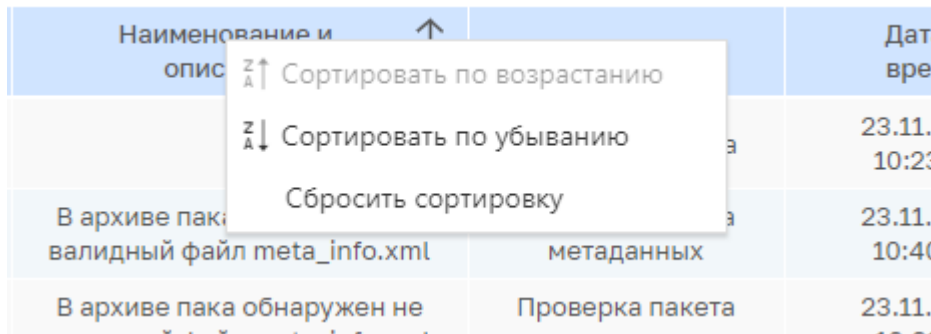 Наименование и
опис
Дат
вре
Z A Сортировать по возрастанию
Z A Сортировать по убыванию
Сбросить сортировку
а
23.11.
10:23
В архиве пака
валидный файл meta_info.xml
а
метаданных
23.11.
10:40
В архиве пака обнаружен не
Проверка пакета
23.11.